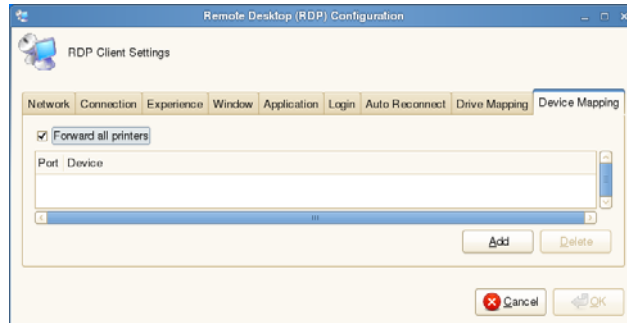 Remote Desktop (RDP) Configuration
RDP Client Settings
Network Connection Experience Window Application Login Auto Reconnect Drive Mapping Device Mapping
Forward all printers
Port Device
Add Delete
Cancel OK